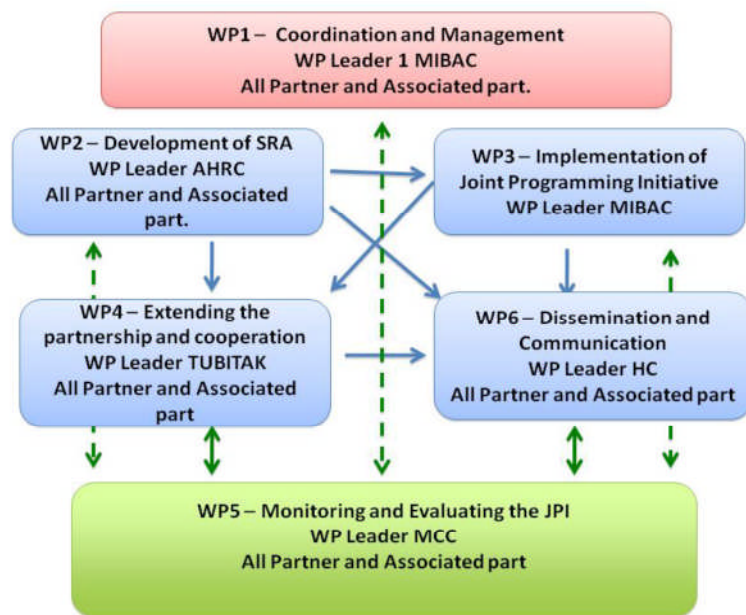 WP1 – Coordination and Management
WP Leader 1 MIBAC
All Partner and Associated part.
WP2 – Development of SRA
WP Leader AHRC
All Partner and Associated
part.
WP3 – Implementation of
Joint Programming Initiative
WP Leader MIBAC
WP4 – Extending the
partnership and cooperation
WP Leader TUBITAK
All Partner and Associated
part
WP6 – Dissemination and
Communication
WP Leader HC
All Partner and Associated part
WP5 – Monitoring and Evaluating the JPI
WP Leader MCC
All Partner and Associated part